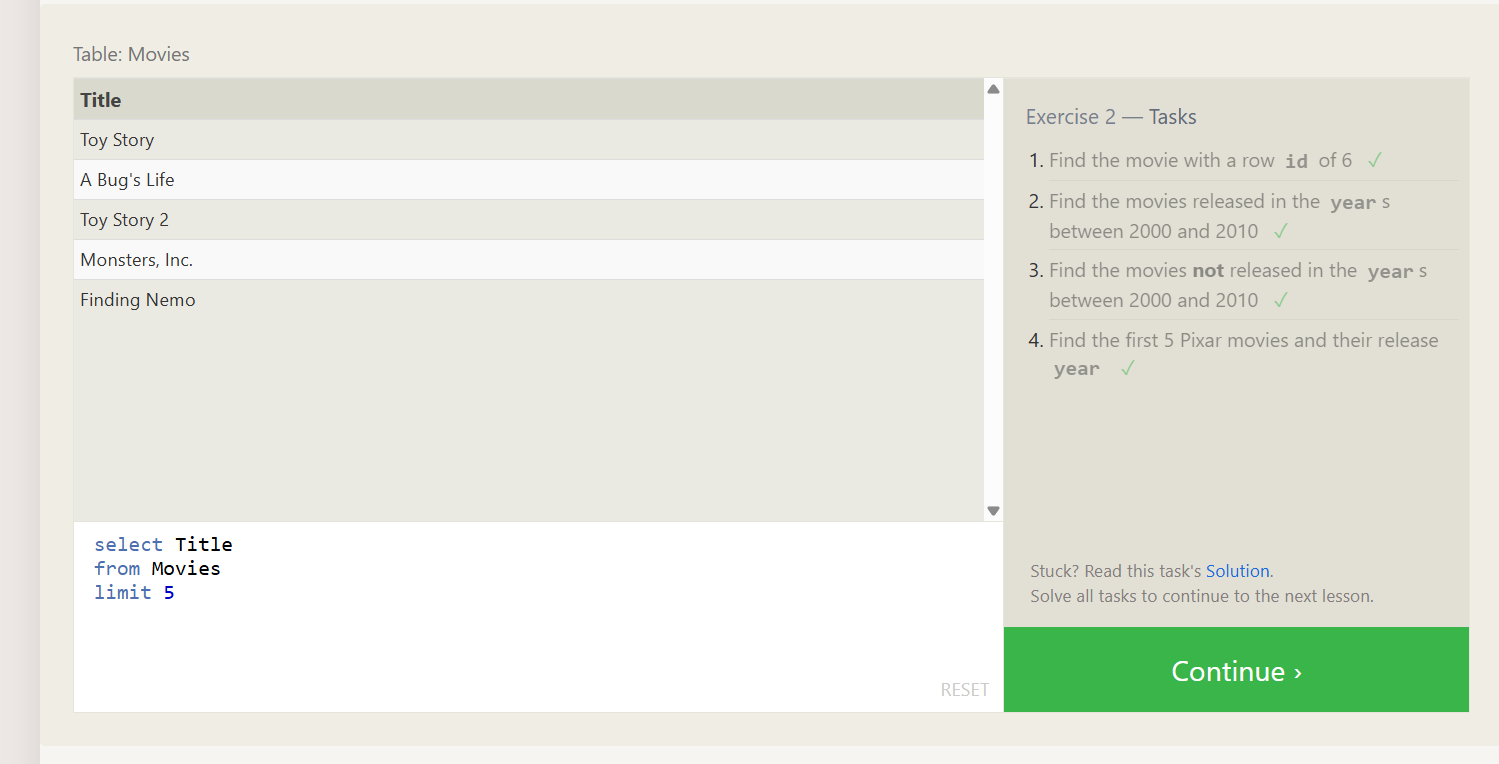 Table: Movies
Title
Toy Story
A Bug's Life
Toy Story 2
Monsters, Inc.
Finding Nemo
select Title
from Movies
limit 5
RESET
Exercise 2 — Tasks
1. Find the movie with a row id of 6 ✓
2. Find the movies released in the year s
between 2000 and 2010 ✓
3. Find the movies not released in the year s
between 2000 and 2010 ✓
4. Find the first 5 Pixar movies and their release
year ✓
Stuck? Read this task's Solution.
Solve all tasks to continue to the next lesson.
Continue ›